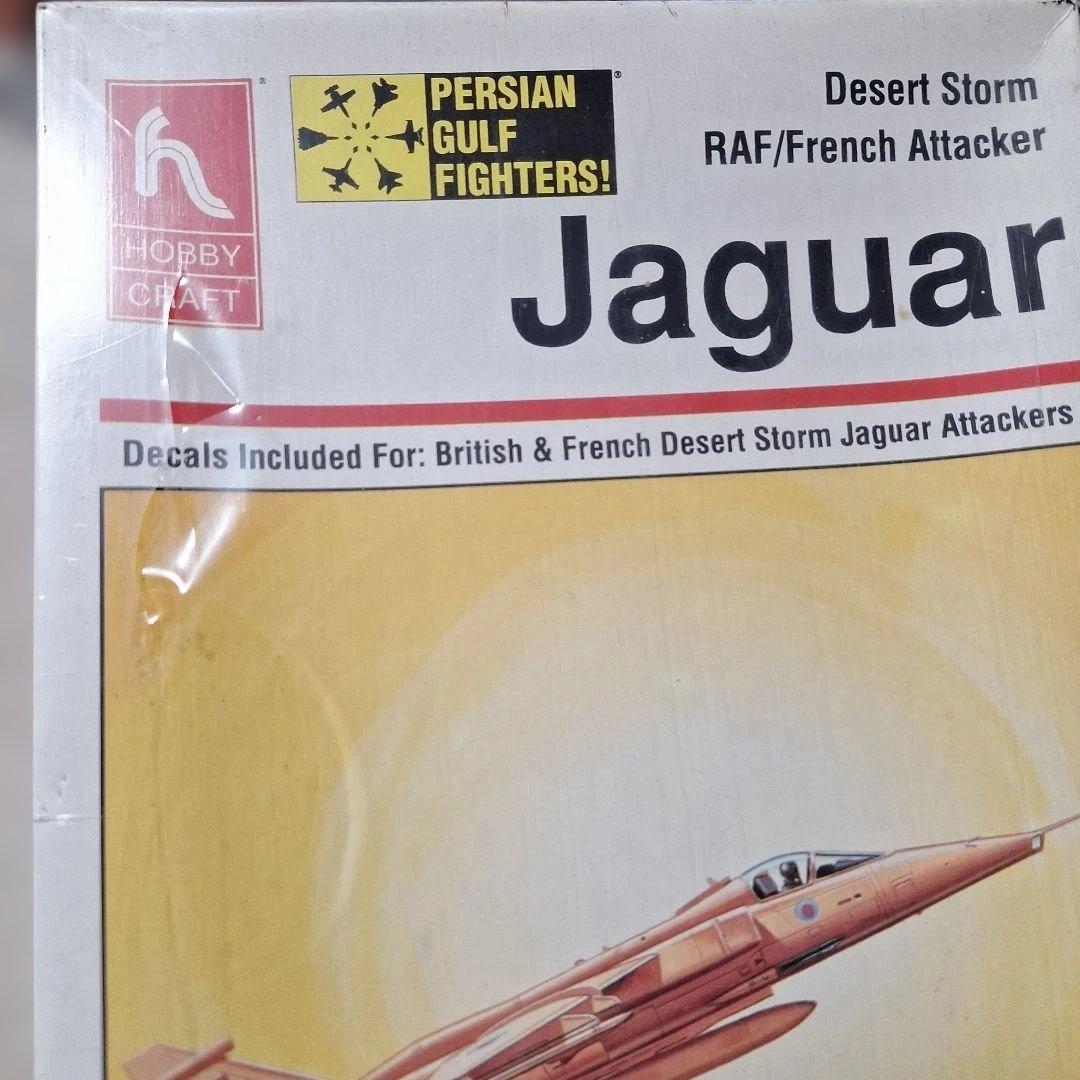 HOBBY
CRAFT
PERSIAN
GULF
FIGHTERS!
Desert Storm
RAF/French Attacker
Jaguar
Decals Included For: British & French Desert Storm Jaguar Attackers